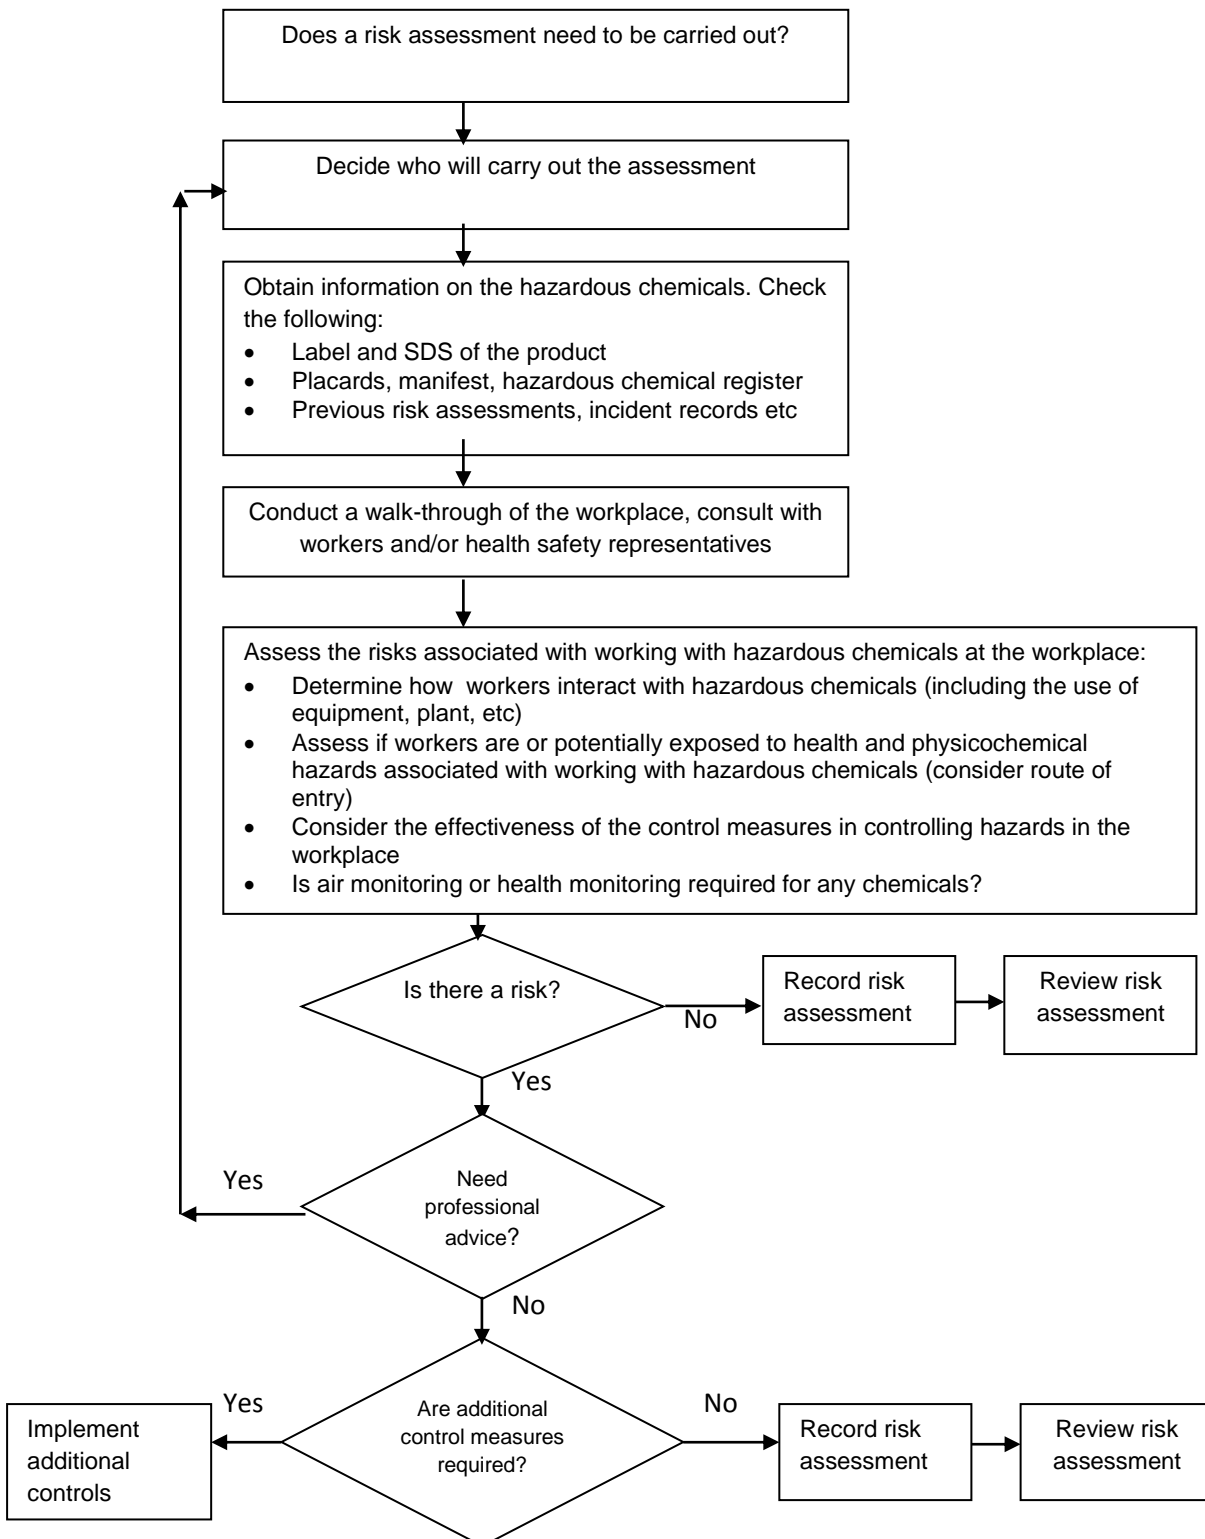 Does a risk assessment need to be carried out?
Decide who will carry out the assessment
Obtain information on the hazardous chemicals. Check
the following:
• Label and SDS of the product
• Placards, manifest, hazardous chemical register
• Previous risk assessments, incident records etc
Conduct a walk-through of the workplace, consult with
workers and/or health safety representatives
Assess the risks associated with working with hazardous chemicals at the workplace:
• Determine how  workers interact with hazardous chemicals (including the use of
equipment, plant, etc)
• Assess if workers are or potentially exposed to health and physicochemical
hazards associated with working with hazardous chemicals (consider route of
entry)
• Consider the effectiveness of the control measures in controlling hazards in the
workplace
• Is air monitoring or health monitoring required for any chemicals?
Is there a risk?
No
Record risk
assessment
Review risk
assessment
Yes
Need
professional
advice?
Yes
No
Are additional
control measures
required?
Yes
Implement
additional
controls
No
Record risk
assessment
Review risk
assessment